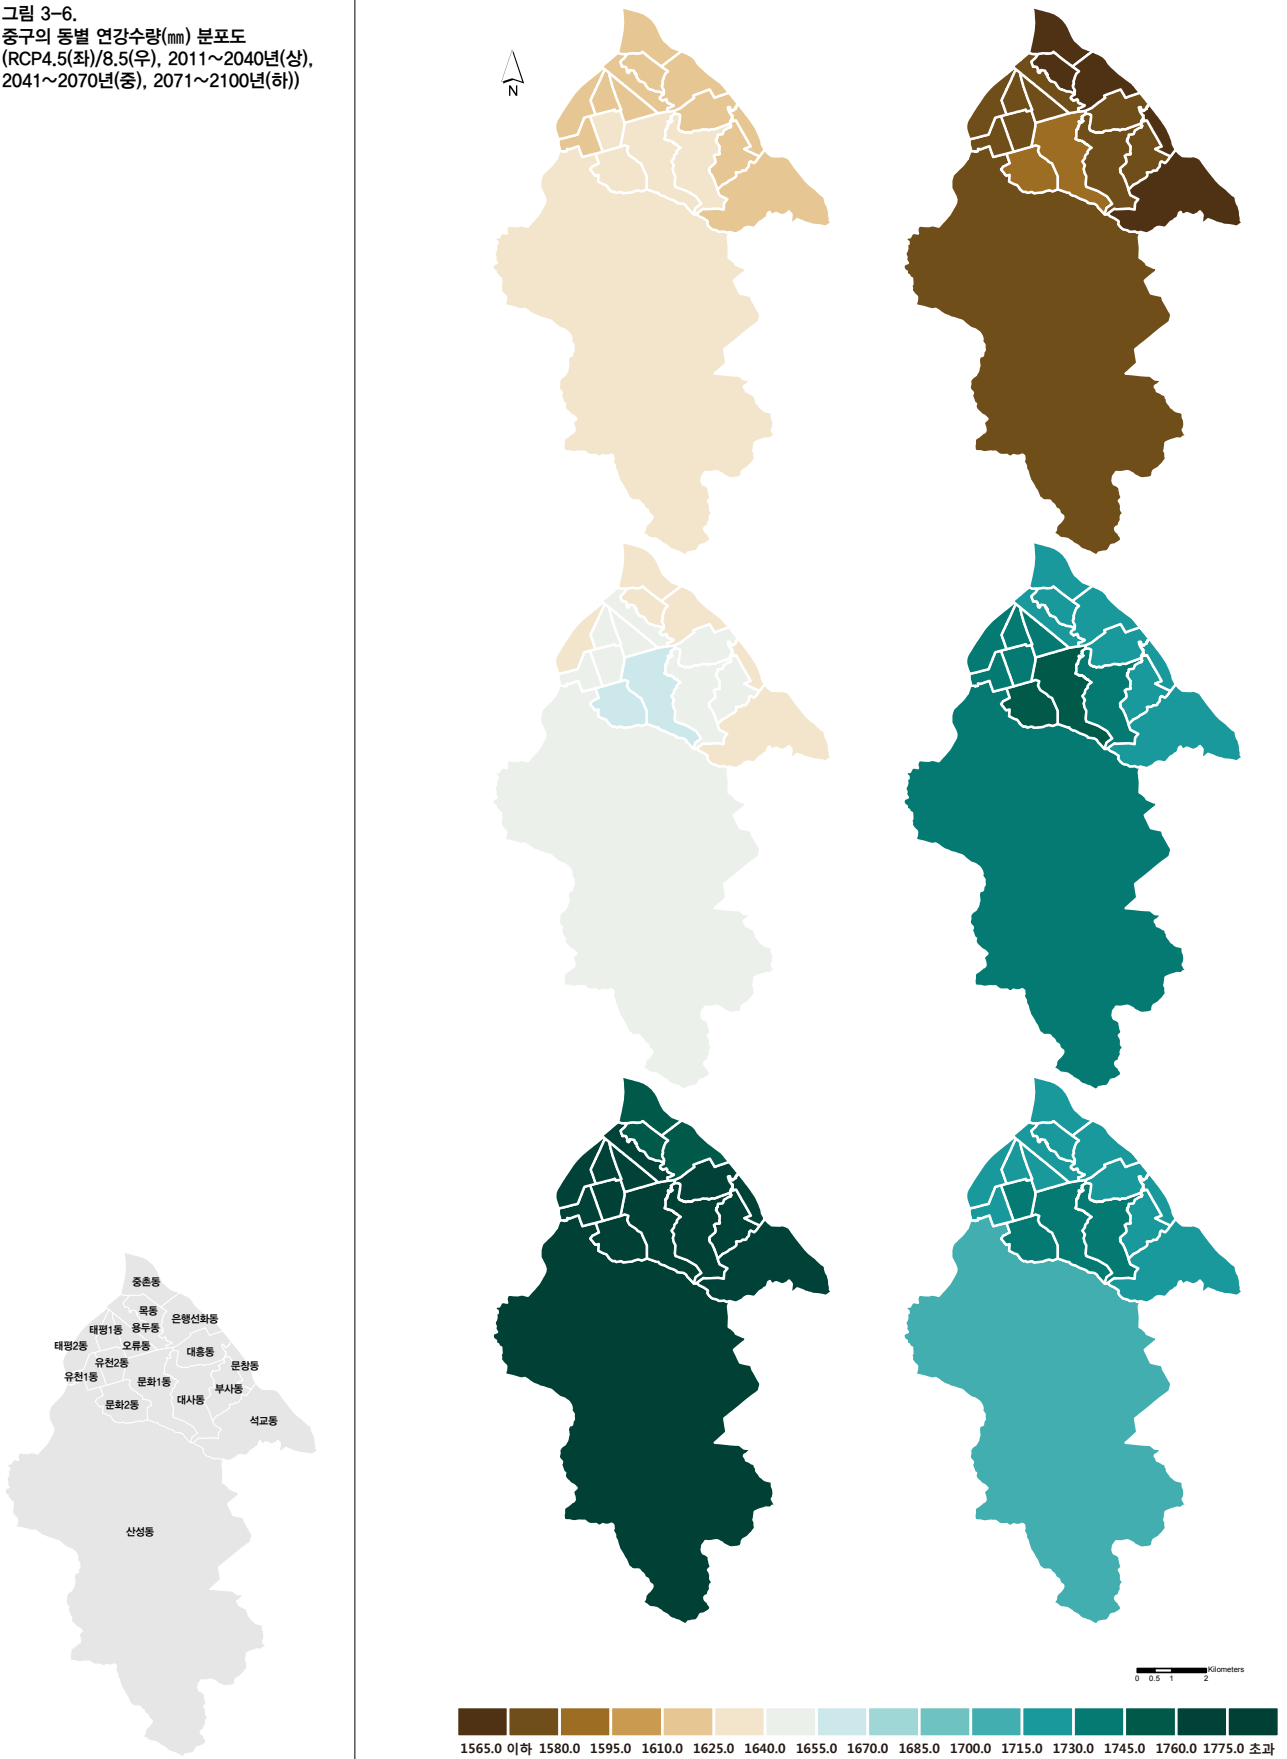 그림 3-6.
중구의 동별 연강수량(㎜) 분포도
(RCP4.5(좌)/8.5(우), 2011~2040년(상),
2041~2070년(중), 2071~2100년(하))
N
중촌동
목동
은행선화동
태평1동 용두동
태평2동 오류동
대흥동
유천2동 문창동
유천1동 문화1동
부사동
문화2동 대사동
석교동
산성동
Kilometers
0 0.5 1 2
1565.0 이하 1580.0 1595.0 1610.0 1625.0 1640.0 1655.0 1670.0 1685.0 1700.0 1715.0 1730.0 1745.0 1760.0 1775.0 초과